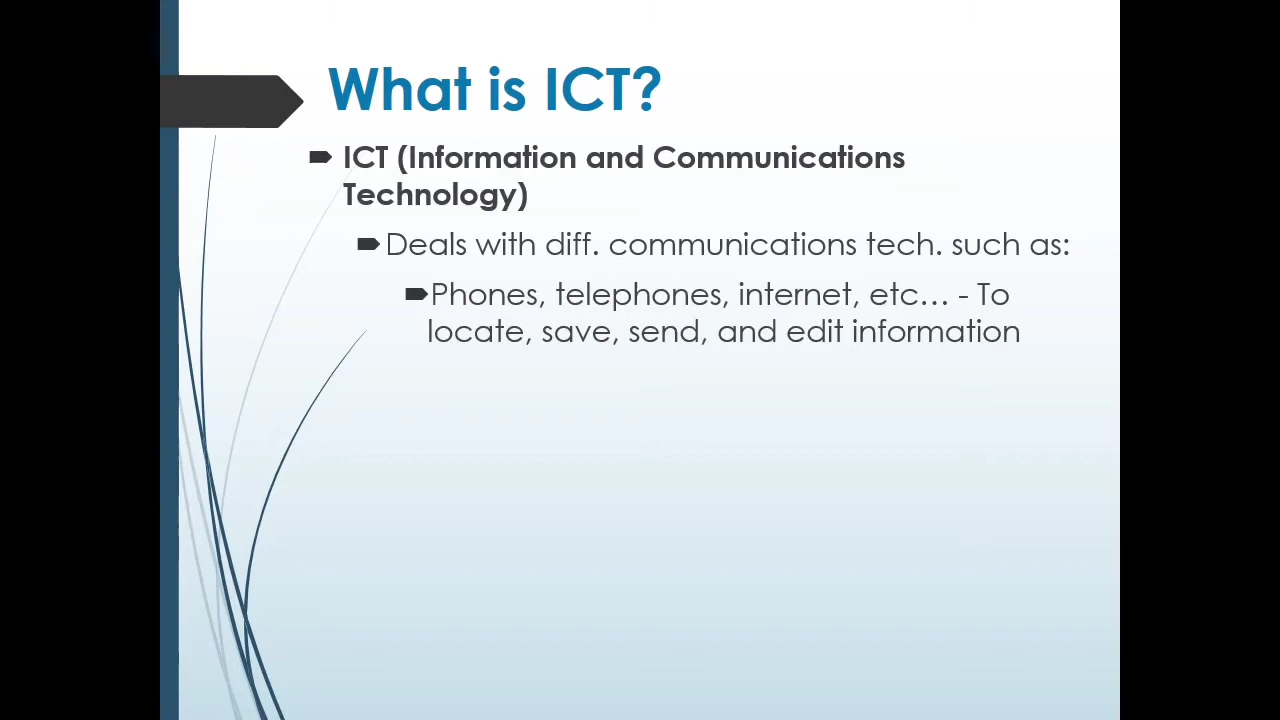 What is ICT?
ICT (Information and Communications
Technology)
Deals with diff. communications tech. such as:
Phones, telephones, internet, etc… - To
locate, save, send, and edit information